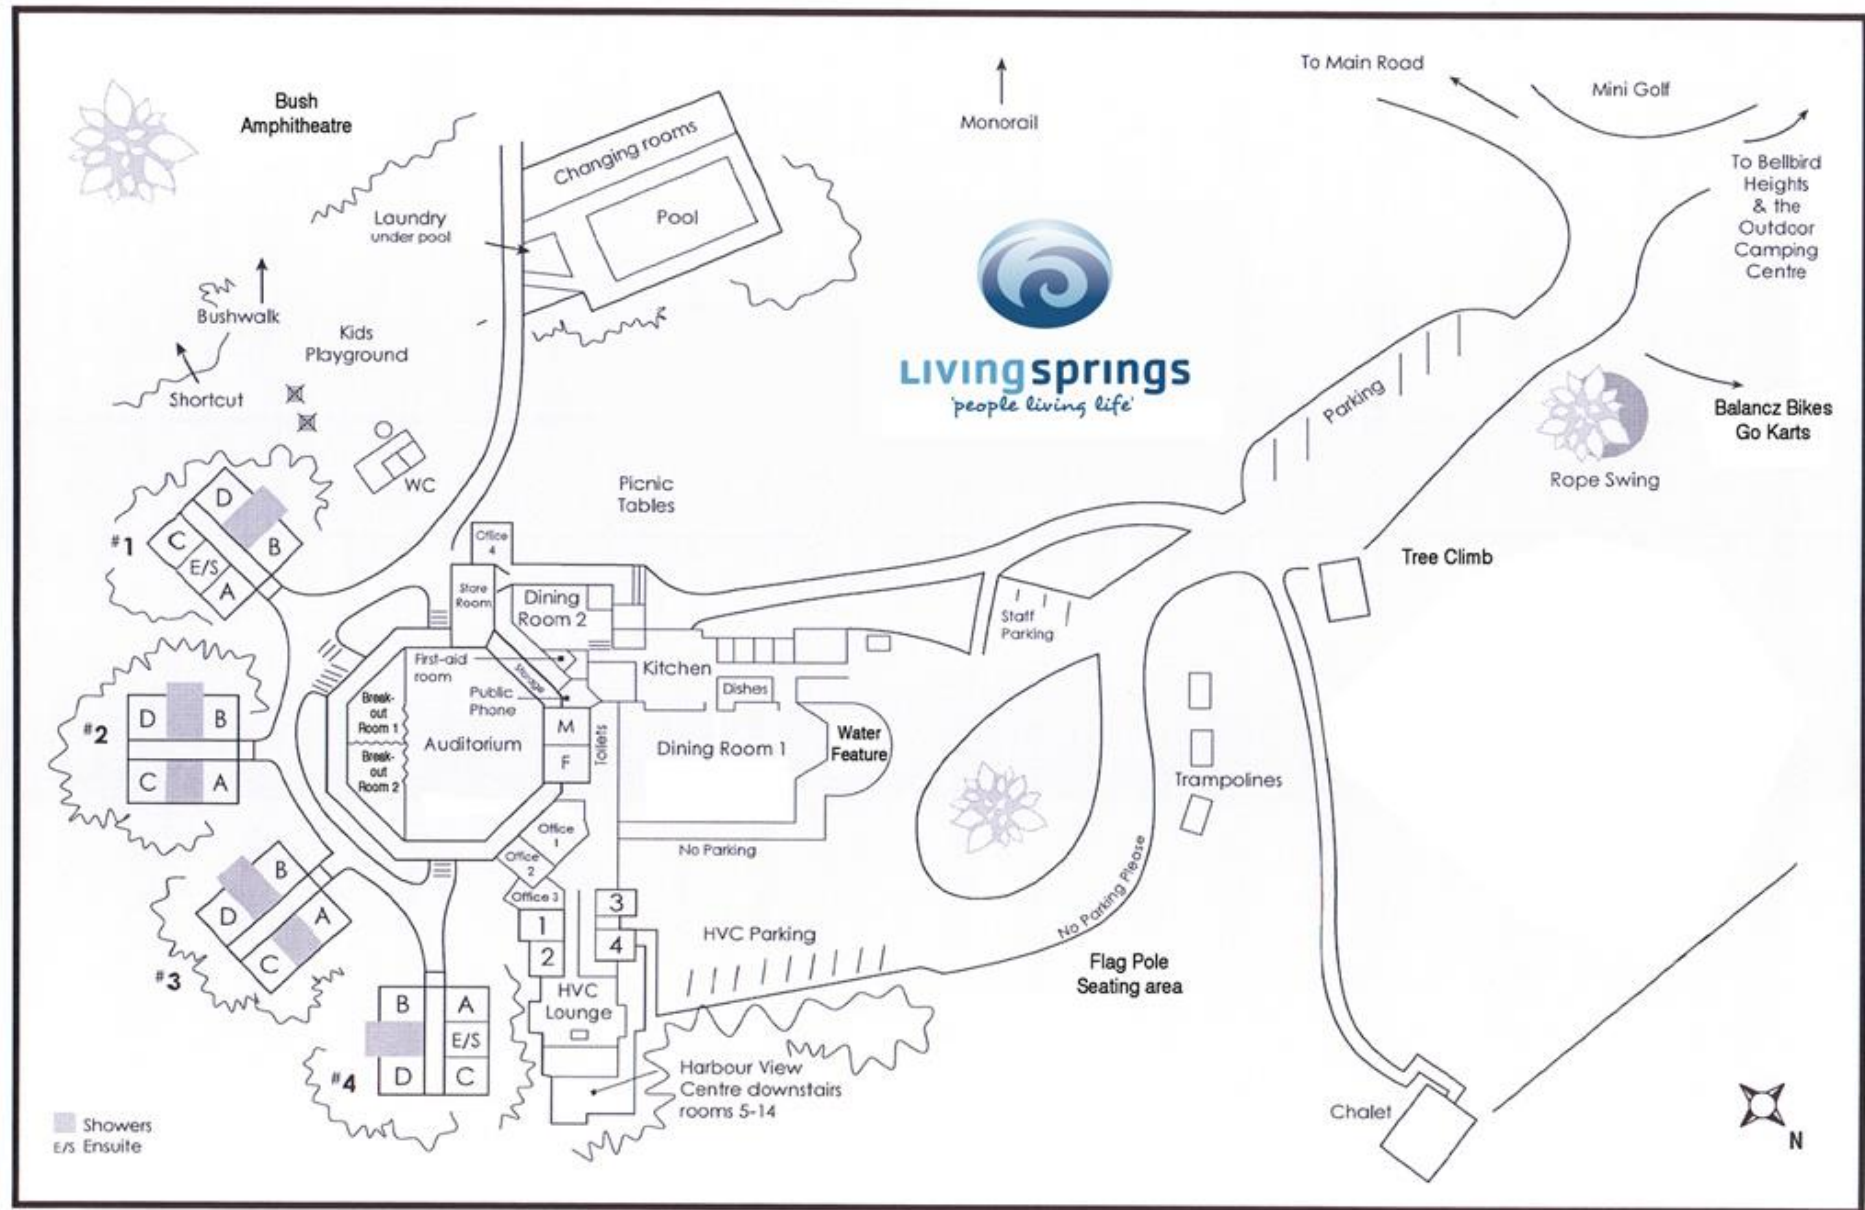 To Main Road
Mini Golf
Bush
Amphitheatre
Monorail
Changing rooms
Pool
Laundry
under pool
To Bellbird
Heights
& the
Outdoor
Camping
Centre
Bushwalk
Kids
Playground
Shortcut
LIVINGsprings
'people living life'
Parking
Balancz Bikes
Go Karts
Rope Swing
WC
Picnic
Tables
#1
D
B
C
E/S
A
Office
4
Store
Room
Dining
Room 2
Tree Climb
Staff
Parking
First-aid
room
Storage
Public
Phone
Kitchen
Dishes
#2
D
B
C
A
Break-
out
Room 1
Break-
out
Room 2
Auditorium
M
F
Toilets
Dining Room 1
Water
Feature
Trampolines
Office
1
Office
2
Office 3
No Parking
No Parking Please
#3
B
D
A
C
1
2
3
4
HVC Parking
Flag Pole
Seating area
HVC
Lounge
#4
B
A
E/S
D
C
Harbour View
Centre downstairs
rooms 5-14
Chalet
Showers
E/S Ensuite
N